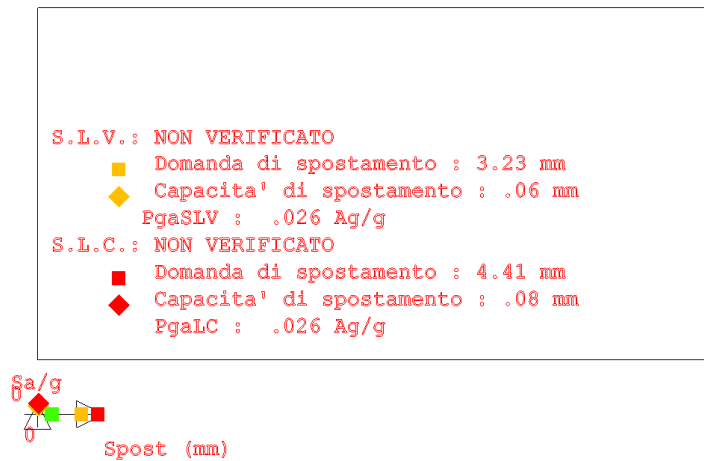 S.L.V.: NON VERIFICATO
Domanda di spostamento : 3.23 mm
Capacita' di spostamento : .06 mm
PgaSLV : .026 Ag/g
S.L.C.: NON VERIFICATO
Domanda di spostamento : 4.41 mm
Capacita' di spostamento : .08 mm
PgaLC : .026 Ag/g
Sa/g
0
0
Spost (mm)